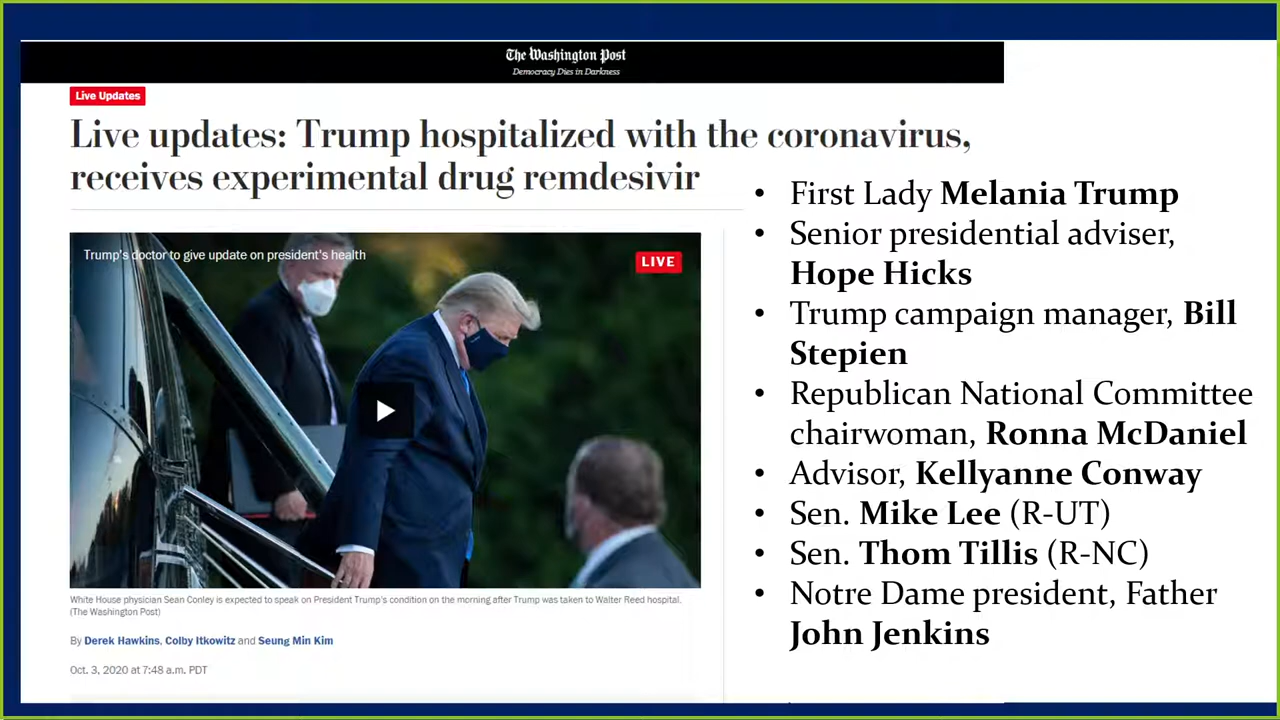 The Washington Post
Democracy Dies in Darkness
Live Updates
Live updates: Trump hospitalized with the coronavirus,
receives experimental drug remdesivir
Trump's doctor to give update on president's health
LIVE
White House physician Sean Conley is expected to speak on President Trump's condition on the morning after Trump was taken to Walter Reed hospital.
(The Washington Post)
By Derek Hawkins, Colby Itkowitz and Seung Min Kim
Oct. 3, 2020 at 7:48 a.m. PDT
• First Lady Melania Trump
• Senior presidential adviser,
Hope Hicks
• Trump campaign manager, Bill
Stepien
• Republican National Committee
chairwoman, Ronna McDaniel
• Advisor, Kellyanne Conway
• Sen. Mike Lee (R-UT)
• Sen. Thom Tillis (R-NC)
• Notre Dame president, Father
John Jenkins